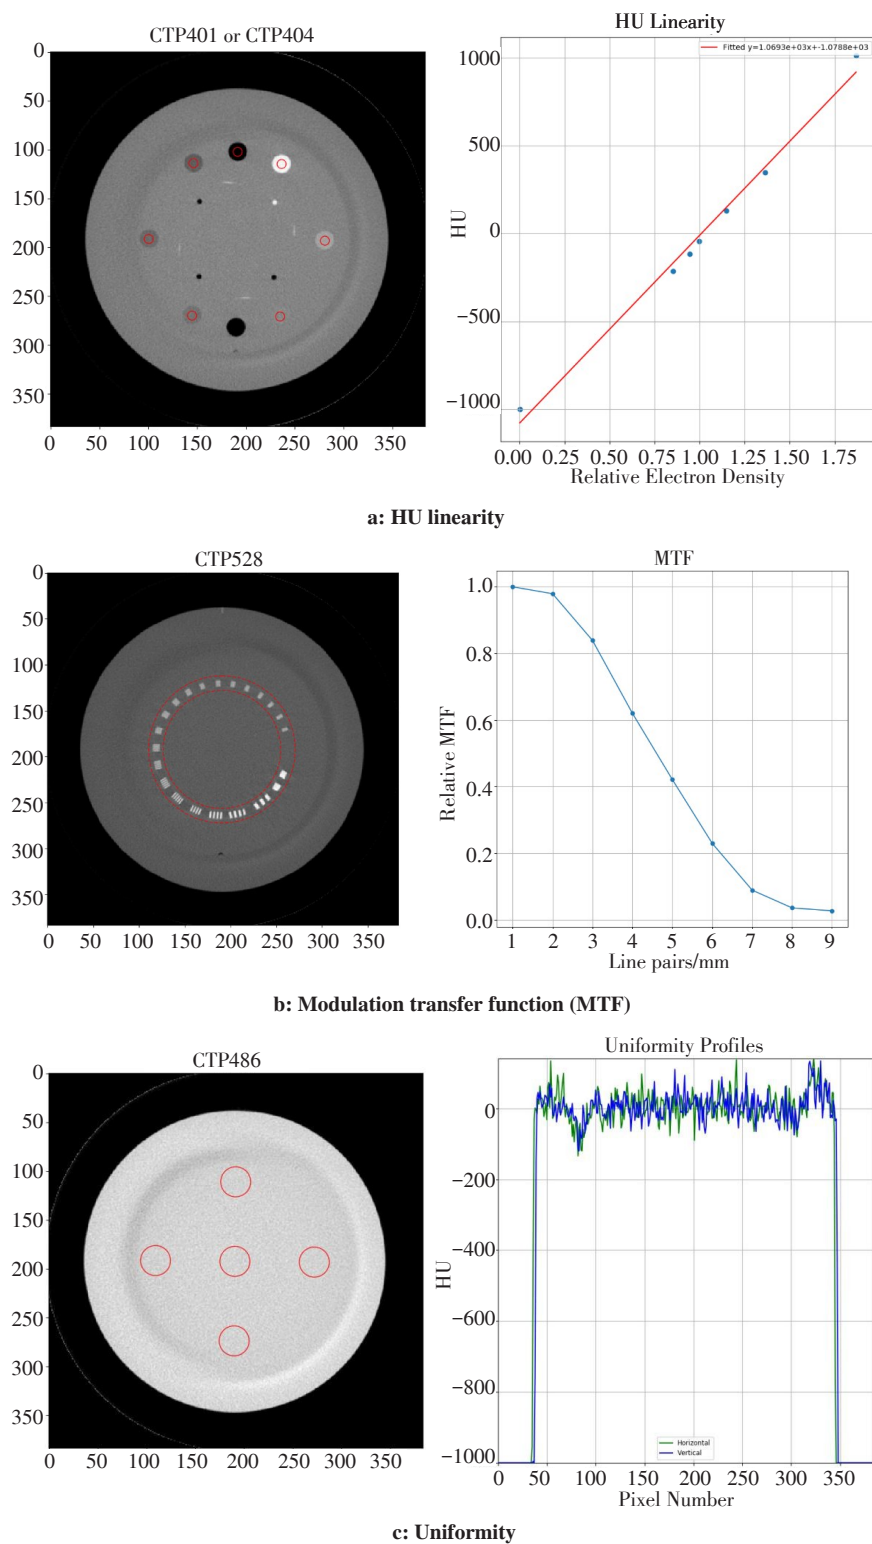 CTP401 or CTP404
0
50
100
150
200
250
300
350
0 50 100 150 200 250 300 350
HU Linearity
Fitted y=1.0693e+03x+-1.0788e+03
1000
500
0
−500
−1000
HU
0.00 0.25 0.50 0.75 1.00 1.25 1.50 1.75
Relative Electron Density
a: HU linearity
CTP528
0
50
100
150
200
250
300
350
0 50 100 150 200 250 300 350
MTF
1.0
0.8
0.6
0.4
0.2
0.0
Relative MTF
1 2 3 4 5 6 7 8 9
Line pairs/mm
b: Modulation transfer function (MTF)
CTP486
0
50
100
150
200
250
300
350
0 50 100 150 200 250 300 350
Uniformity Profiles
0
−200
−400
−600
−800
−1000
HU
Horizontal
Vertical
0 50 100 150 200 250 300 350
Pixel Number
c: Uniformity